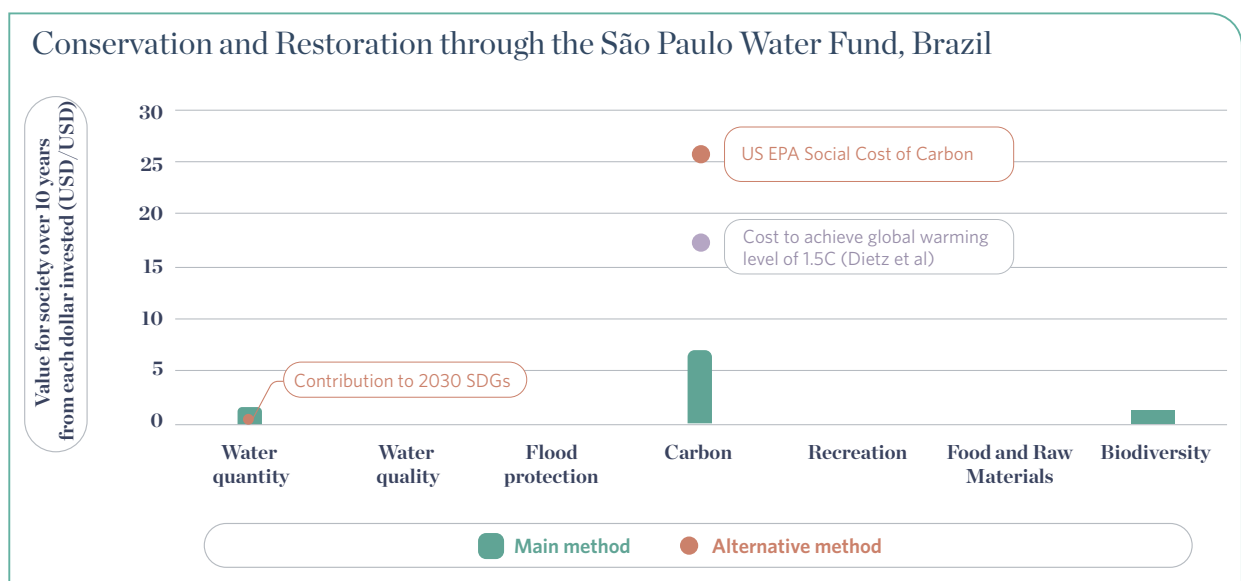 Conservation and Restoration through the São Paulo Water Fund, Brazil
Value for society over 10 years
from each dollar invested (USD/USD)
30
25
20
15
10
5
0
US EPA Social Cost of Carbon
Cost to achieve global warming
level of 1.5C (Dietz et al)
Contribution to 2030 SDGs
Water
quantity
Water
quality
Flood
protection
Carbon
Recreation
Food and Raw
Materials
Biodiversity
Main method
Alternative method